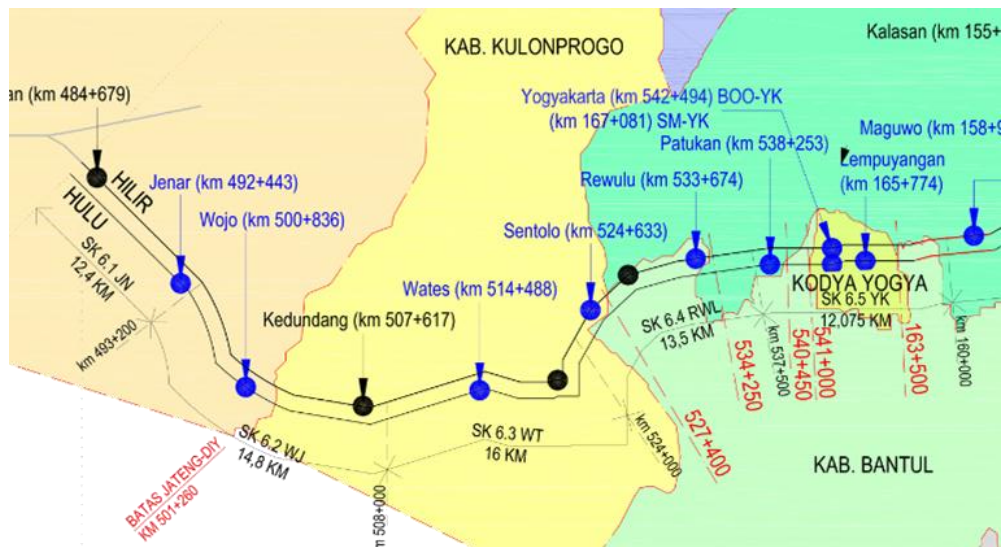 KAB. KULONPROGO
Kalasan (km 155+
an (km 484+679)
Yogyakarta (km 542+494) BOO-YK
(km 167+081) SM-YK
Patukan (km 538+253)
Maguwo (km 158+9
Lempuyangan
(km 165+774)
Jenar (km 492+443)
HILIR
HULU
Rewulu (km 533+674)
Wojo (km 500+836)
Sentolo (km 524+633)
SK 6.1 JN
12,4 KM
Wates (km 514+488)
KODYA YOGYA
SK 6.5 YK
12,075 KM
Kedundang (km 507+617)
km 493+200
SK 6.4 RWL
13,5 KM
534+250
km 537+500
540+450
541+000
163+500
km 160+000
527+400
km 524+000
SK 6.2 WJ
14,8 KM
SK 6.3 WT
16 KM
KAB. BANTUL
BATAS JATENG-DIY
KM 501+260
m 508+000